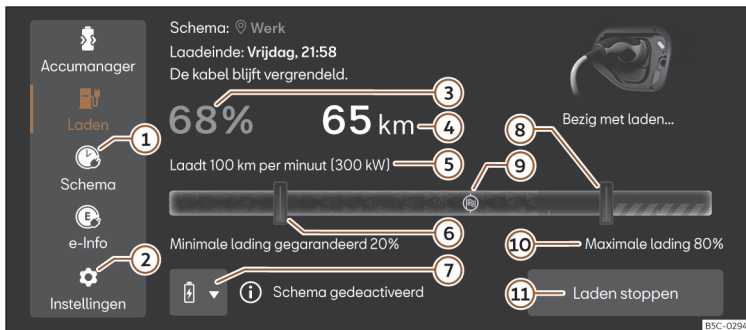 Accumanager
Laden
Schema
e-Info
Instellingen
Schema: Werk
Laadeinde: Vrijdag, 21:58
De kabel blijft vergrendeld.
68%
65 km
Bezig met laden...
Laadt 100 km per minuut (300 kW)
Minimale lading gegarandeerd 20%
Maximale lading 80%
Schema gedeactiveerd
Laden stoppen
1
2
3
4
5
6
7
8
9
10
11
E
B5C-0294